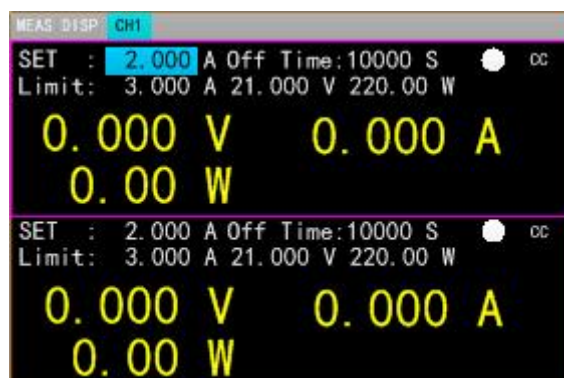 MEAS DISP CH1
SET : 2.000 A Off Time:10000 S CC
Limit: 3.000 A 21.000 V 220.00 W
0.000 V 0.000 A
0.00 W
SET : 2.000 A Off Time:10000 S CC
Limit: 3.000 A 21.000 V 220.00 W
0.000 V 0.000 A
0.00 W